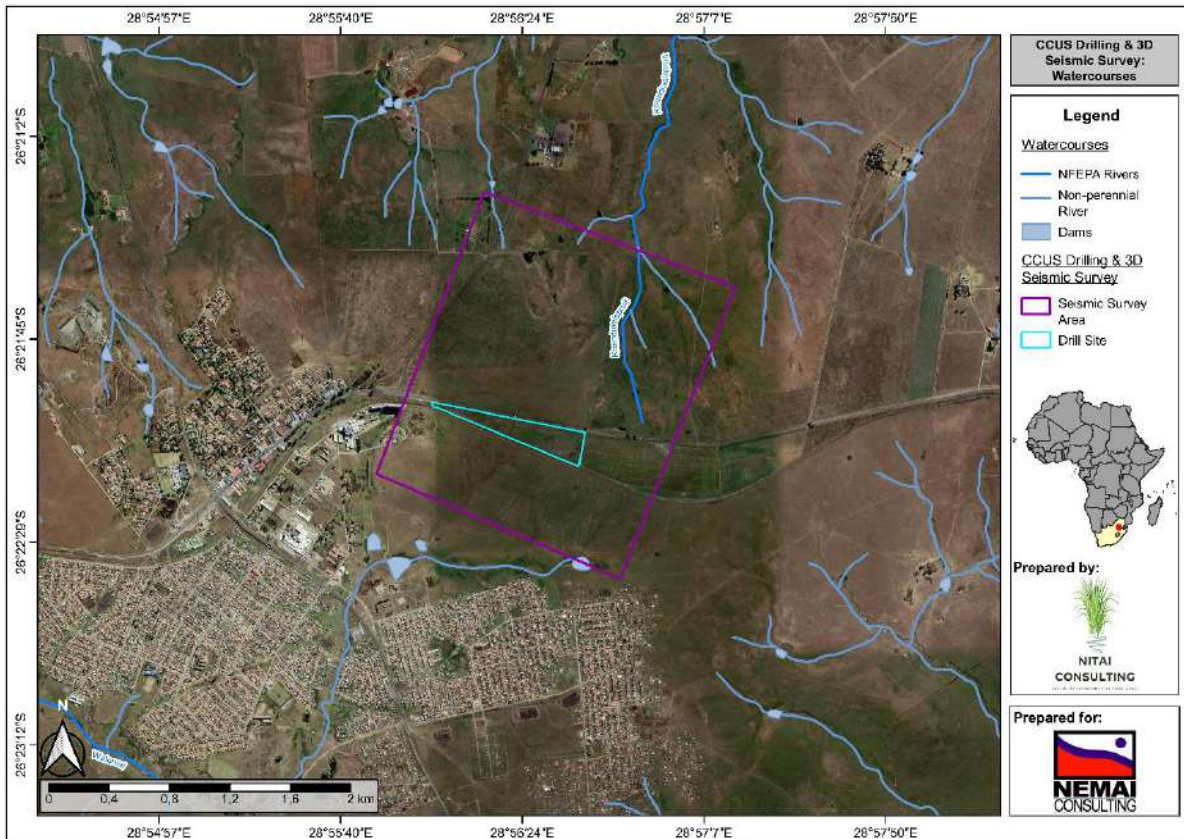 28°54'57"E 28°55'40"E 28°56'24"E 28°57'7"E 28°57'50"E
26°21'12"S
26°21'45"S
26°22'29"S
26°23'12"S
N
0 0,4 0,8 1,2 1,6 2 km
CCUS Drilling & 3D
Seismic Survey:
Watercourses
Legend
Watercourses
NFEPA Rivers
Non-perennial
River
Dams
CCUS Drilling & 3D
Seismic Survey
Seismic Survey
Area
Drill Site
Prepared by:
NITAI
CONSULTING
Prepared for:
NEMAI
CONSULTING